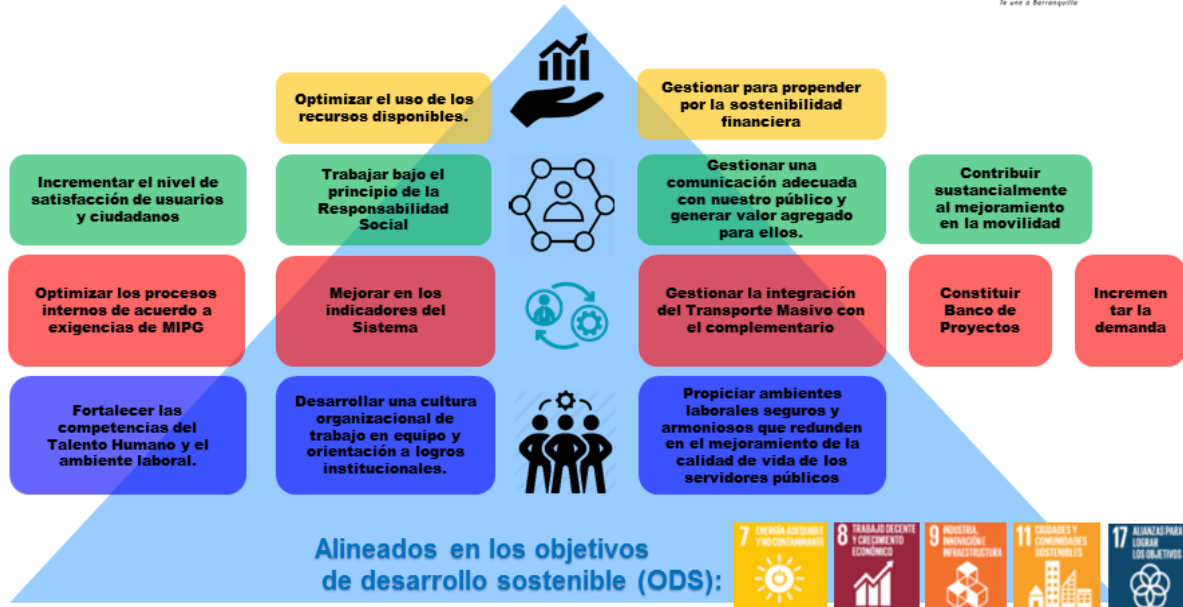 Te une a Barranquilla
Optimizar el uso de los
recursos disponibles.
Gestionar para propender
por la sostenibilidad
financiera
Incrementar el nivel de
satisfacción de usuarios
y ciudadanos
Trabajar bajo el
principio de la
Responsabilidad
Social
Gestionar una
comunicación adecuada
con nuestro público y
generar valor agregado
para ellos.
Contribuir
sustancialmente
al mejoramiento
en la movilidad
Optimizar los procesos
internos de acuerdo a
exigencias de MIPG
Mejorar en los
indicadores del
Sistema
Gestionar la integración
del Transporte Masivo con
el complementario
Constituir
Banco de
Proyectos
Incremen
tar la
demanda
Fortalecer las
competencias del
Talento Humano y el
ambiente laboral.
Desarrollar una cultura
organizacional de
trabajo en equipo y
orientación a logros
institucionales.
Propiciar ambientes
laborales seguros y
armoniosos que redunden
en el mejoramiento de la
calidad de vida de los
servidores públicos
Alineados en los objetivos
de desarrollo sostenible (ODS):
7 ENERGÍA ASEQUIBLE
Y NO CONTAMINANTE
8 TRABAJO DECENTE
Y CRECIMIENTO
ECONÓMICO
9 INDUSTRIA,
INNOVACIÓN E
INFRAESTRUCTURA
11 CIUDADES Y
COMUNIDADES
SOSTENIBLES
17 ALIANZAS PARA
LOGRAR
LOS OBJETIVOS